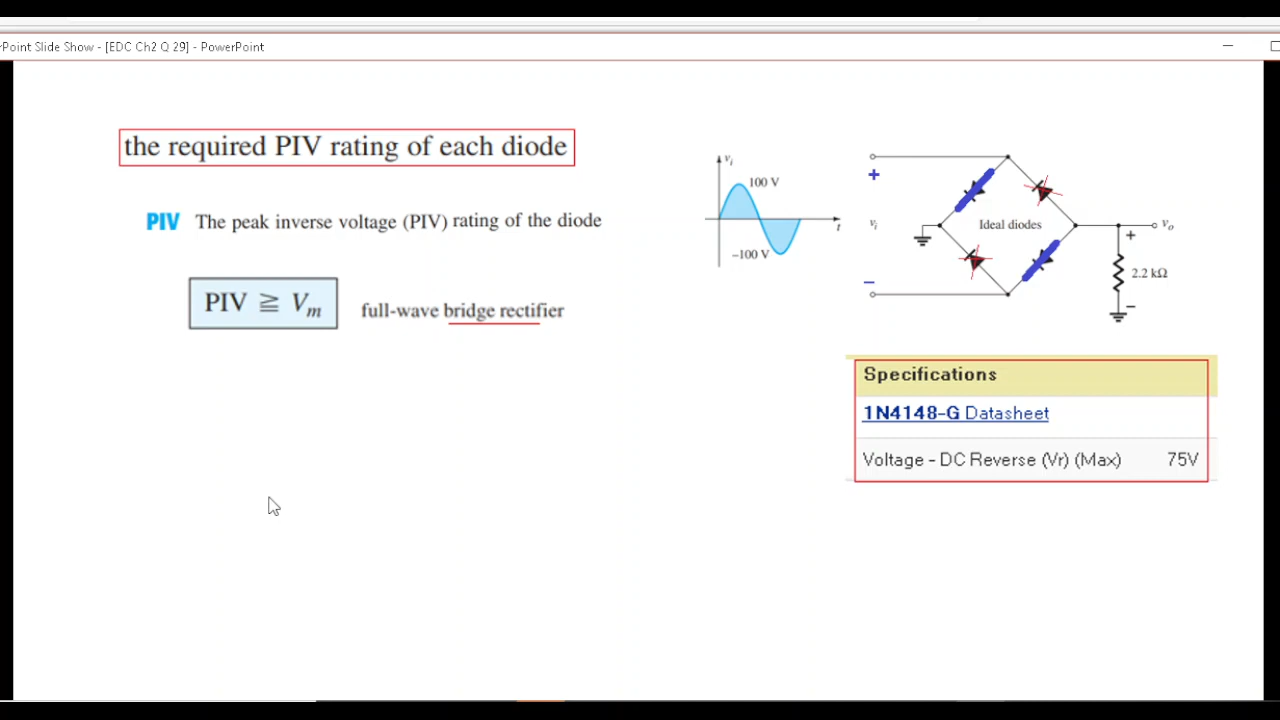 rPoint Slide Show - [EDC Ch2 Q 29] - PowerPoint
the required PIV rating of each diode
PIV The peak inverse voltage (PIV) rating of the diode
PIV ≧ Vm full-wave bridge rectifier
vi
100 V
t
−100 V
+
vi
−
Ideal diodes
vo
+
2.2 kΩ
−
Specifications
1N4148-G Datasheet
Voltage - DC Reverse (Vr) (Max) 75V